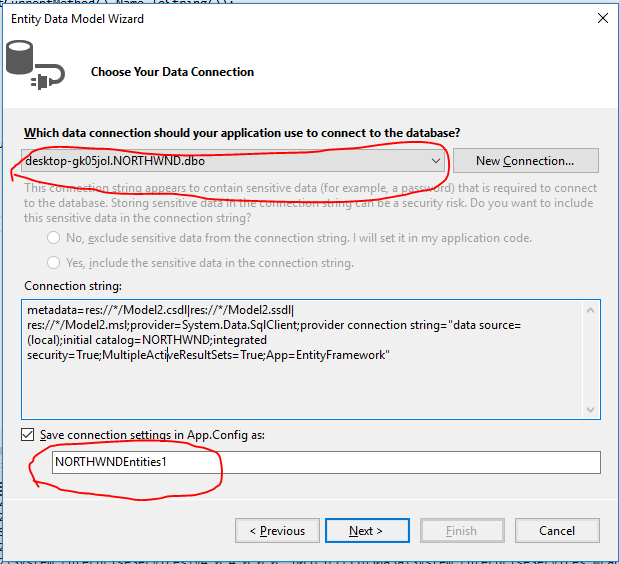 Entity Data Model Wizard
Choose Your Data Connection
Which data connection should your application use to connect to the database?
desktop-gk05jol.NORTHWND.dbo
New Connection...
This connection string appears to contain sensitive data (for example, a password) that is required to connect
to the database. Storing sensitive data in the connection string can be a security risk. Do you want to include
this sensitive data in the connection string?
No, exclude sensitive data from the connection string. I will set it in my application code.
Yes, include the sensitive data in the connection string.
Connection string:
metadata=res://*/Model2.csdl|res://*/Model2.ssdl|
res://*/Model2.msl;provider=System.Data.SqlClient;provider connection string="data source=
(local);initial catalog=NORTHWND;integrated
security=True;MultipleActiveResultSets=True;App=EntityFramework"
Save connection settings in App.Config as:
NORTHWNDEntities1
< Previous
Next >
Finish
Cancel